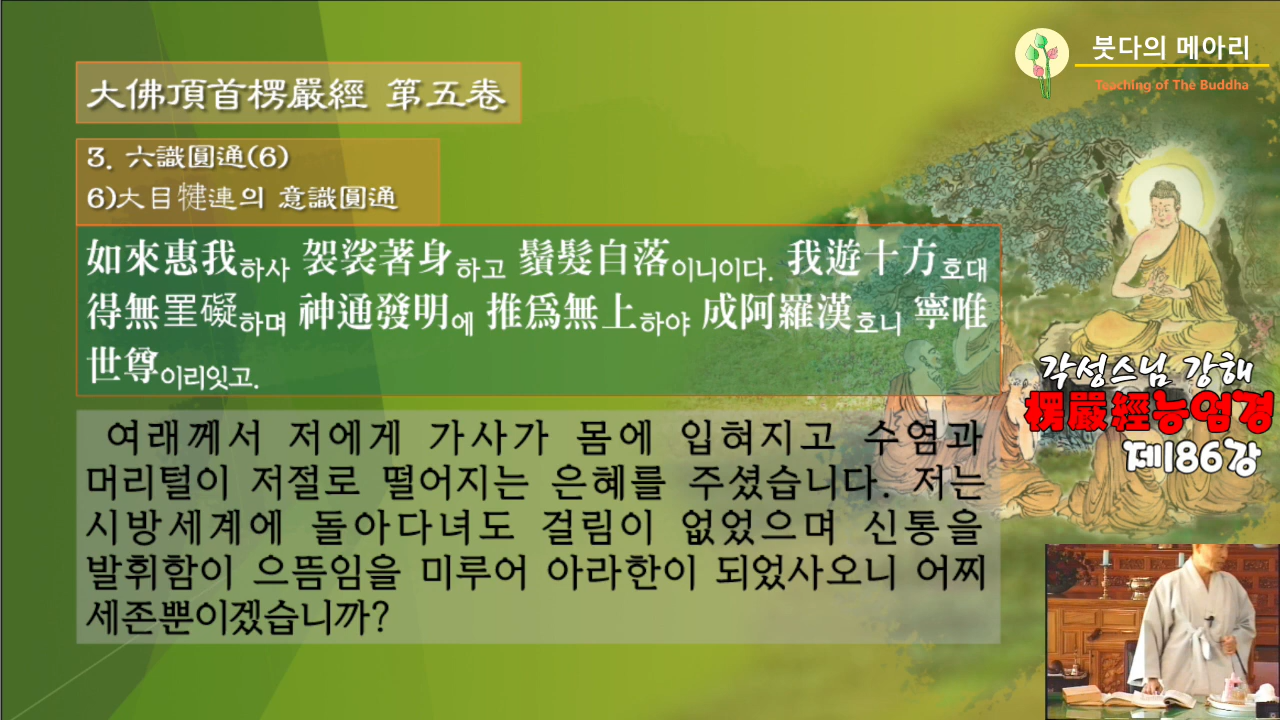 大佛頂首楞嚴經 第五卷
3. 六識圓通(6)
6)大目犍連의 意識圓通
如來惠我하사 袈裟著身하고 鬚髮自落이니이다. 我遊十方호대
得無罣礙하며 神通發明에 推爲無上하야 成阿羅漢호니 寧唯
世尊이리잇고.
여래께서 저에게 가사가 몸에 입혀지고 수염과
머리털이 저절로 떨어지는 은혜를 주셨습니다. 저는
시방세계에 돌아다녀도 걸림이 없었으며 신통을
발휘함이 으뜸임을 미루어 아라한이 되었사오니 어찌
세존뿐이겠습니까?
붓다의 메아리
Teaching of The Buddha
각성스님 강해
楞嚴經능엄경
제186강